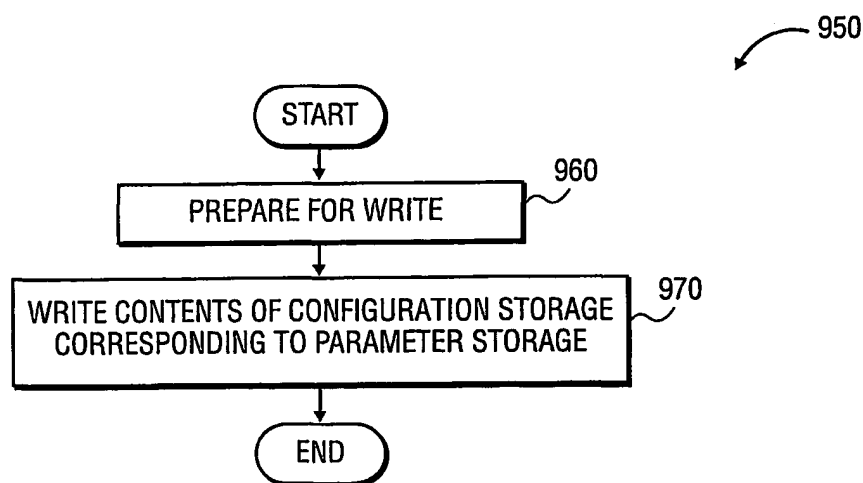 950
START
960
PREPARE FOR WRITE
970
WRITE CONTENTS OF CONFIGURATION STORAGE
CORRESPONDING TO PARAMETER STORAGE
END